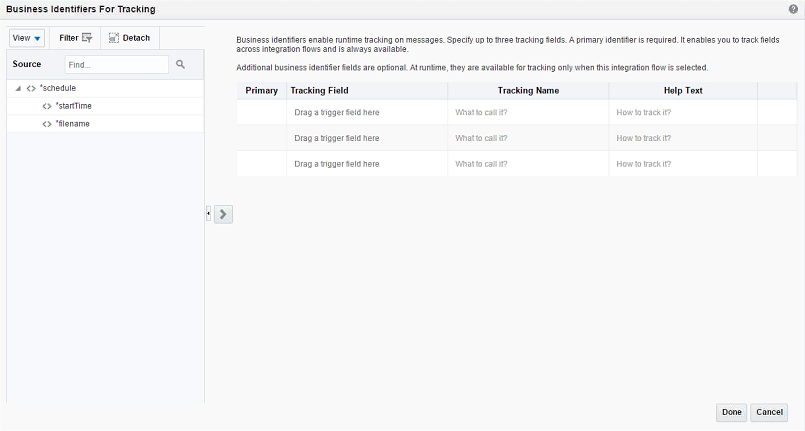 Business Identifiers For Tracking
View Filter Detach
Source Find...
*schedule
*startTime
*filename
Business identifiers enable runtime tracking on messages. Specify up to three tracking fields. A primary identifier is required. It enables you to track fields
across integration flows and is always available.
Additional business identifier fields are optional. At runtime, they are available for tracking only when this integration flow is selected.
Primary Tracking Field Tracking Name Help Text
Drag a trigger field here What to call it? How to track it?
Drag a trigger field here What to call it? How to track it?
Drag a trigger field here What to call it? How to track it?
Done Cancel